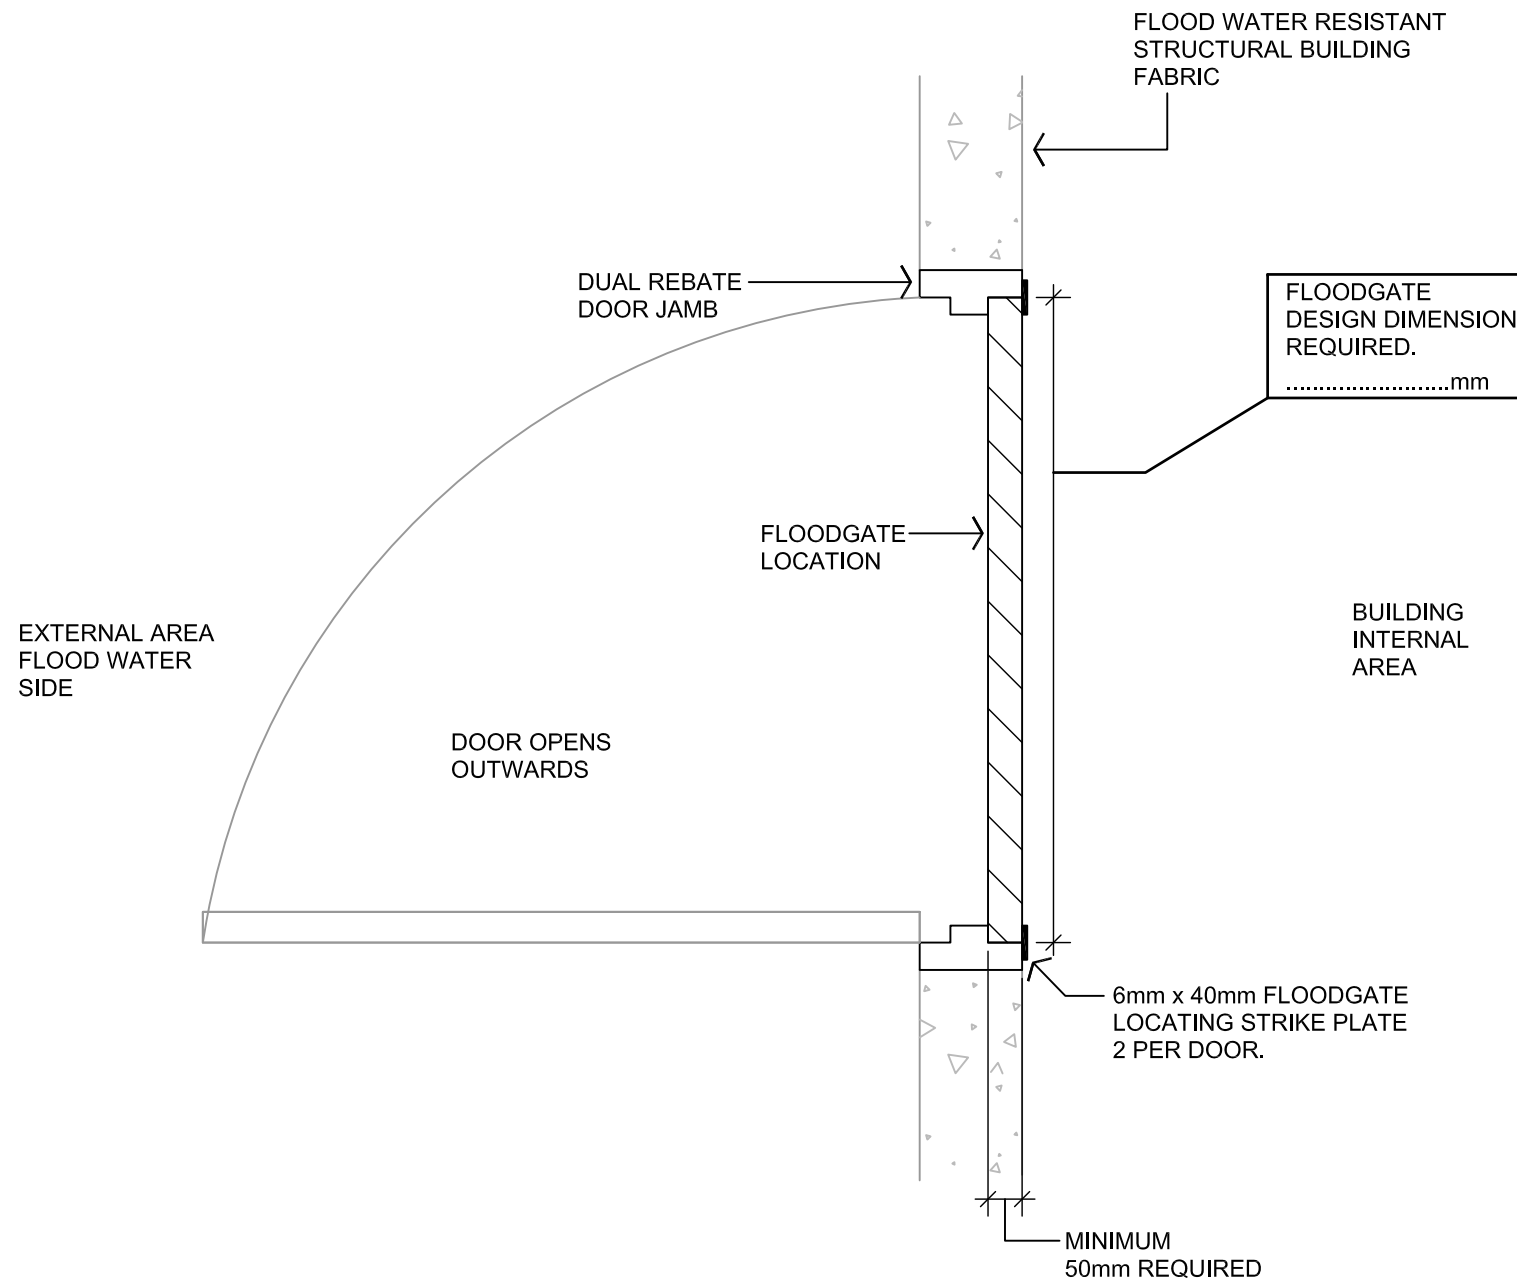 FLOOD WATER RESISTANT
STRUCTURAL BUILDING
FABRIC
DUAL REBATE
DOOR JAMB
FLOODGATE
DESIGN DIMENSION
REQUIRED.
........................mm
FLOODGATE
LOCATION
EXTERNAL AREA
FLOOD WATER
SIDE
BUILDING
INTERNAL
AREA
DOOR OPENS
OUTWARDS
6mm x 40mm FLOODGATE
LOCATING STRIKE PLATE
2 PER DOOR.
MINIMUM
50mm REQUIRED